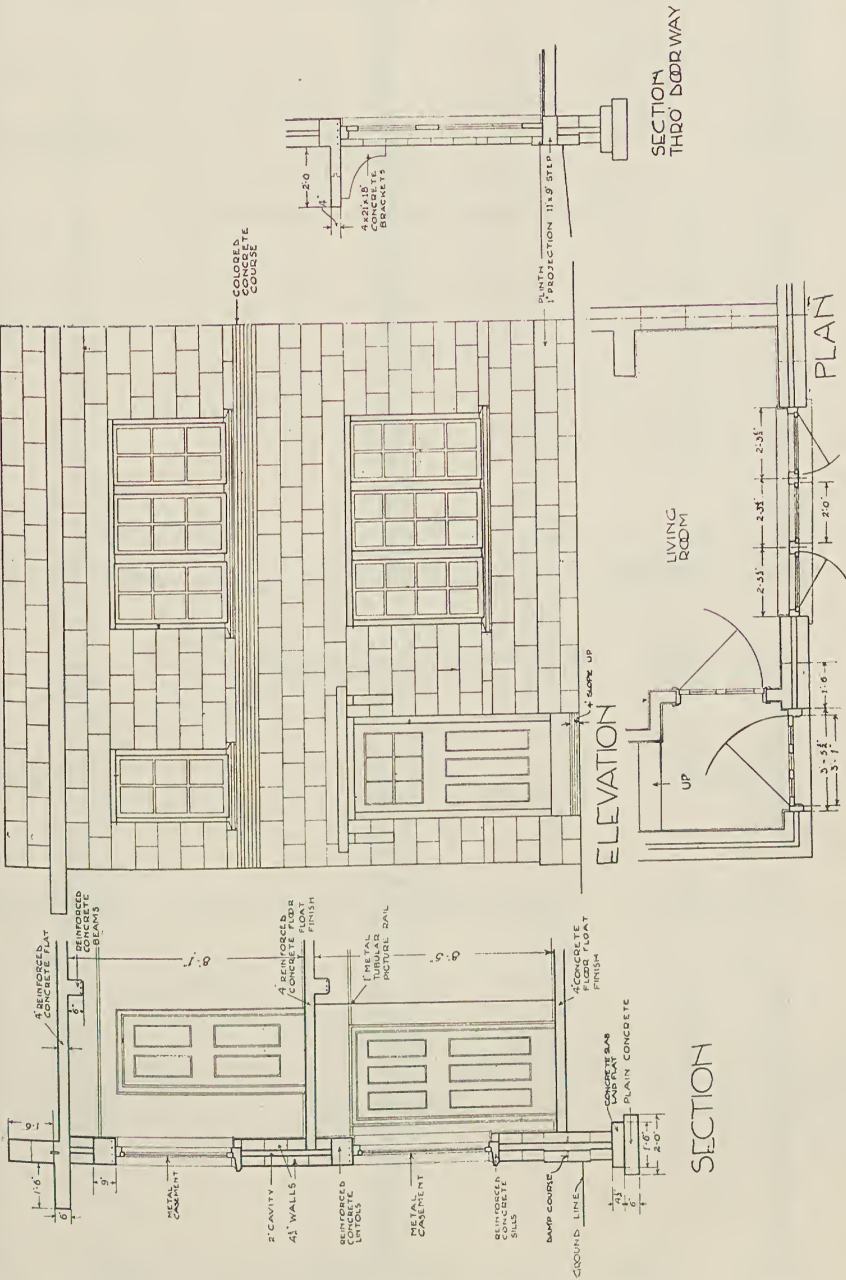 4" REINFORCED
CONCRETE FLAT
REINFORCED
CONCRETE
BEAMS
1'-6"
1'-6"
6"
9"
6"
8'-1"
METAL
CASEMENT
2" CAVITY
4½" WALLS
4" REINFORCED
CONCRETE FLOOR
FLOAT
FINISH
1" METAL
TUBULAR
PICTURE RAIL
REINFORCED
CONCRETE
LINTOLS
METAL
CASEMENT
8'-5"
REINFORCED
CONCRETE
SILLS
4" CONCRETE
FLOOR FLOAT
FINISH
DAMP COURSE
GROUND LINE
CONCRETE SLAB
LAID FLAT
PLAIN CONCRETE
4½"
6"
1'-6"
2'-0"
SECTION
COLORED
CONCRETE
COURSE
SLOPE UP
ELEVATION
2'-0"
4"
4"x21"x18"
CONCRETE
BRACKETS
PLINTH
1" PROJECTION
11"x9" STEP
SECTION
THRO' DOORWAY
UP
LIVING
ROOM
2'-3½"
2'-3½"
2'-3½"
2'-0"
1'-6"
3'-5½"
3'-1"
PLAN